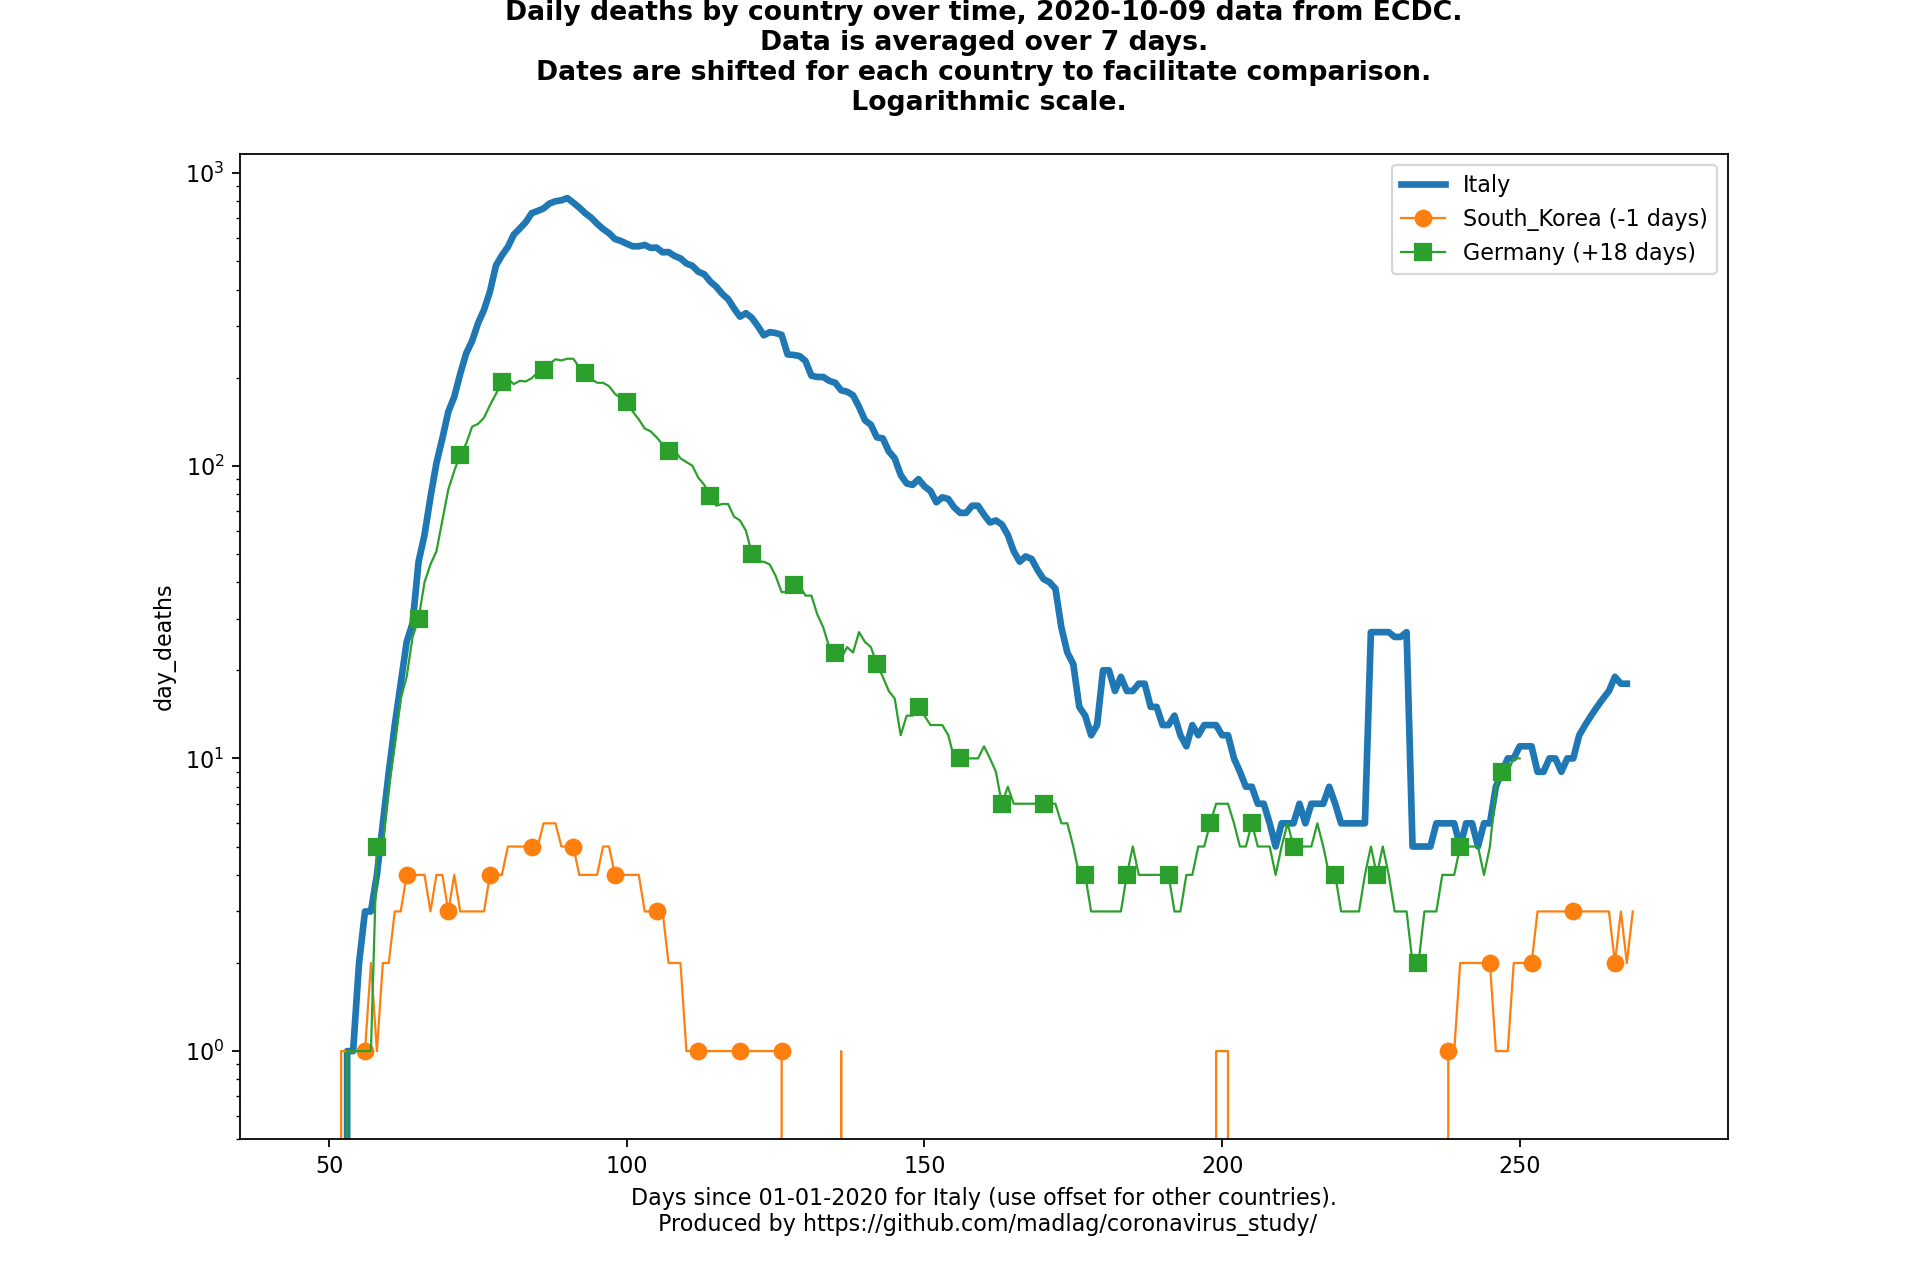 Daily deaths by country over time, 2020-10-09 data from ECDC.
Data is averaged over 7 days.
Dates are shifted for each country to facilitate comparison.
Logarithmic scale.
10³
10²
10¹
10⁰
day_deaths
Italy
South_Korea (-1 days)
Germany (+18 days)
50 100 150 200 250
Days since 01-01-2020 for Italy (use offset for other countries).
Produced by https://github.com/madlag/coronavirus_study/